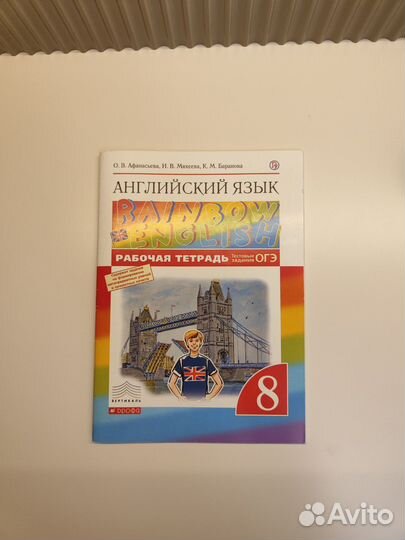 О. В. Афанасьева, И. В. Михеева, К. М. Баранова
АНГЛИЙСКИЙ ЯЗЫК
RAINBOW
ENGLISH
РАБОЧАЯ ТЕТРАДЬ
Тестовые
задания ОГЭ
8
ВЕРТИКАЛЬ
ДРОФА
Avito